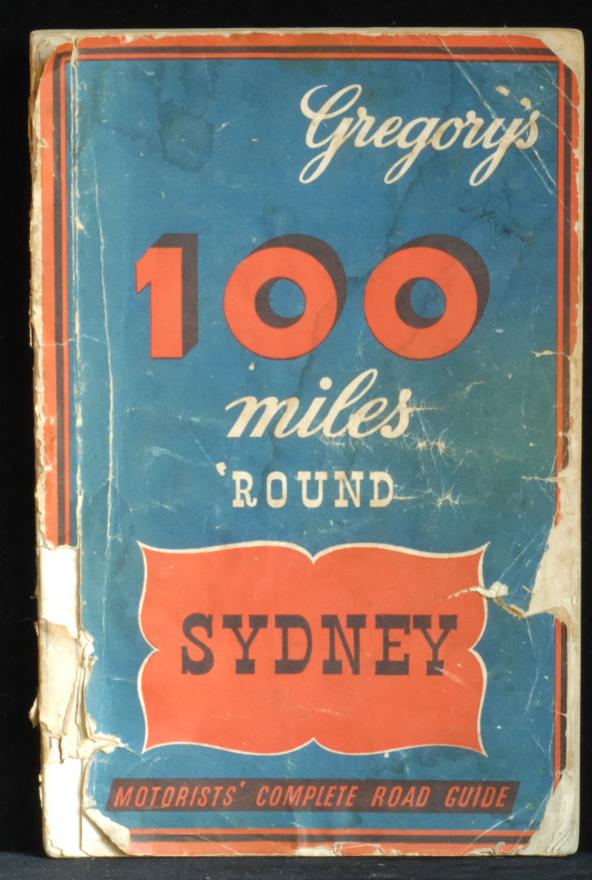 Gregory's
100
miles
'ROUND
SYDNEY
MOTORISTS' COMPLETE ROAD GUIDE